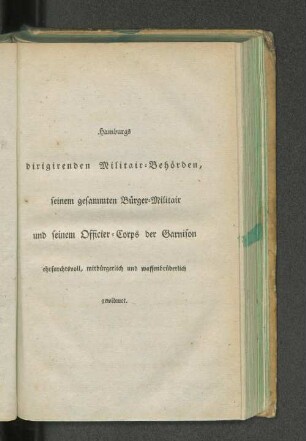 Hamburgs
dirigirenden Militair-Behörden,
seinem gesammten Bürger-Militair
und seinem Officier-Corps der Garnison
ehrfurchtsvoll, mitbürgerlich und waffenbrüderlich
gewidmet.